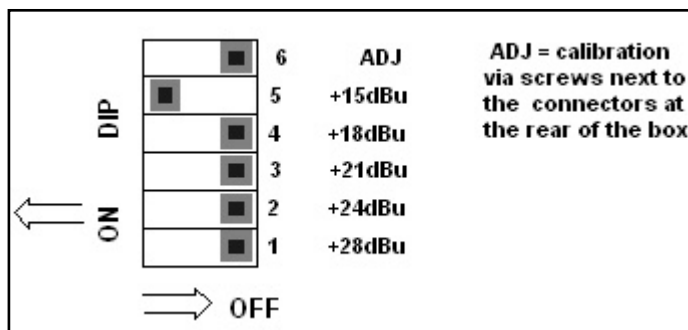 6 ADJ
5 +15dBu
4 +18dBu
3 +21dBu
2 +24dBu
1 +28dBu
ON DIP
OFF
ADJ = calibration
via screws next to
the connectors at
the rear of the box